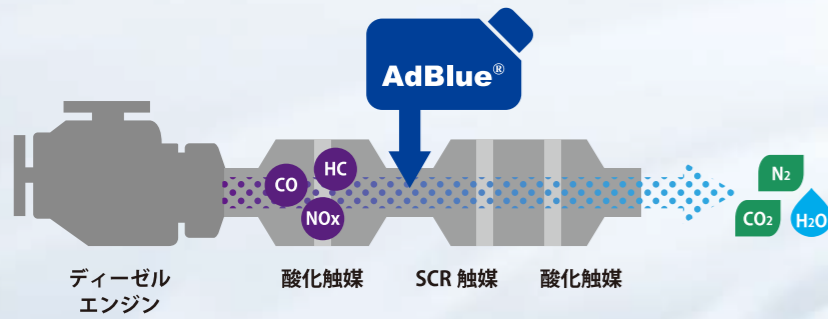 AdBlue®
CO
HC
NOx
N2
CO2
H2O
ディーゼル
エンジン
酸化触媒
SCR 触媒
酸化触媒